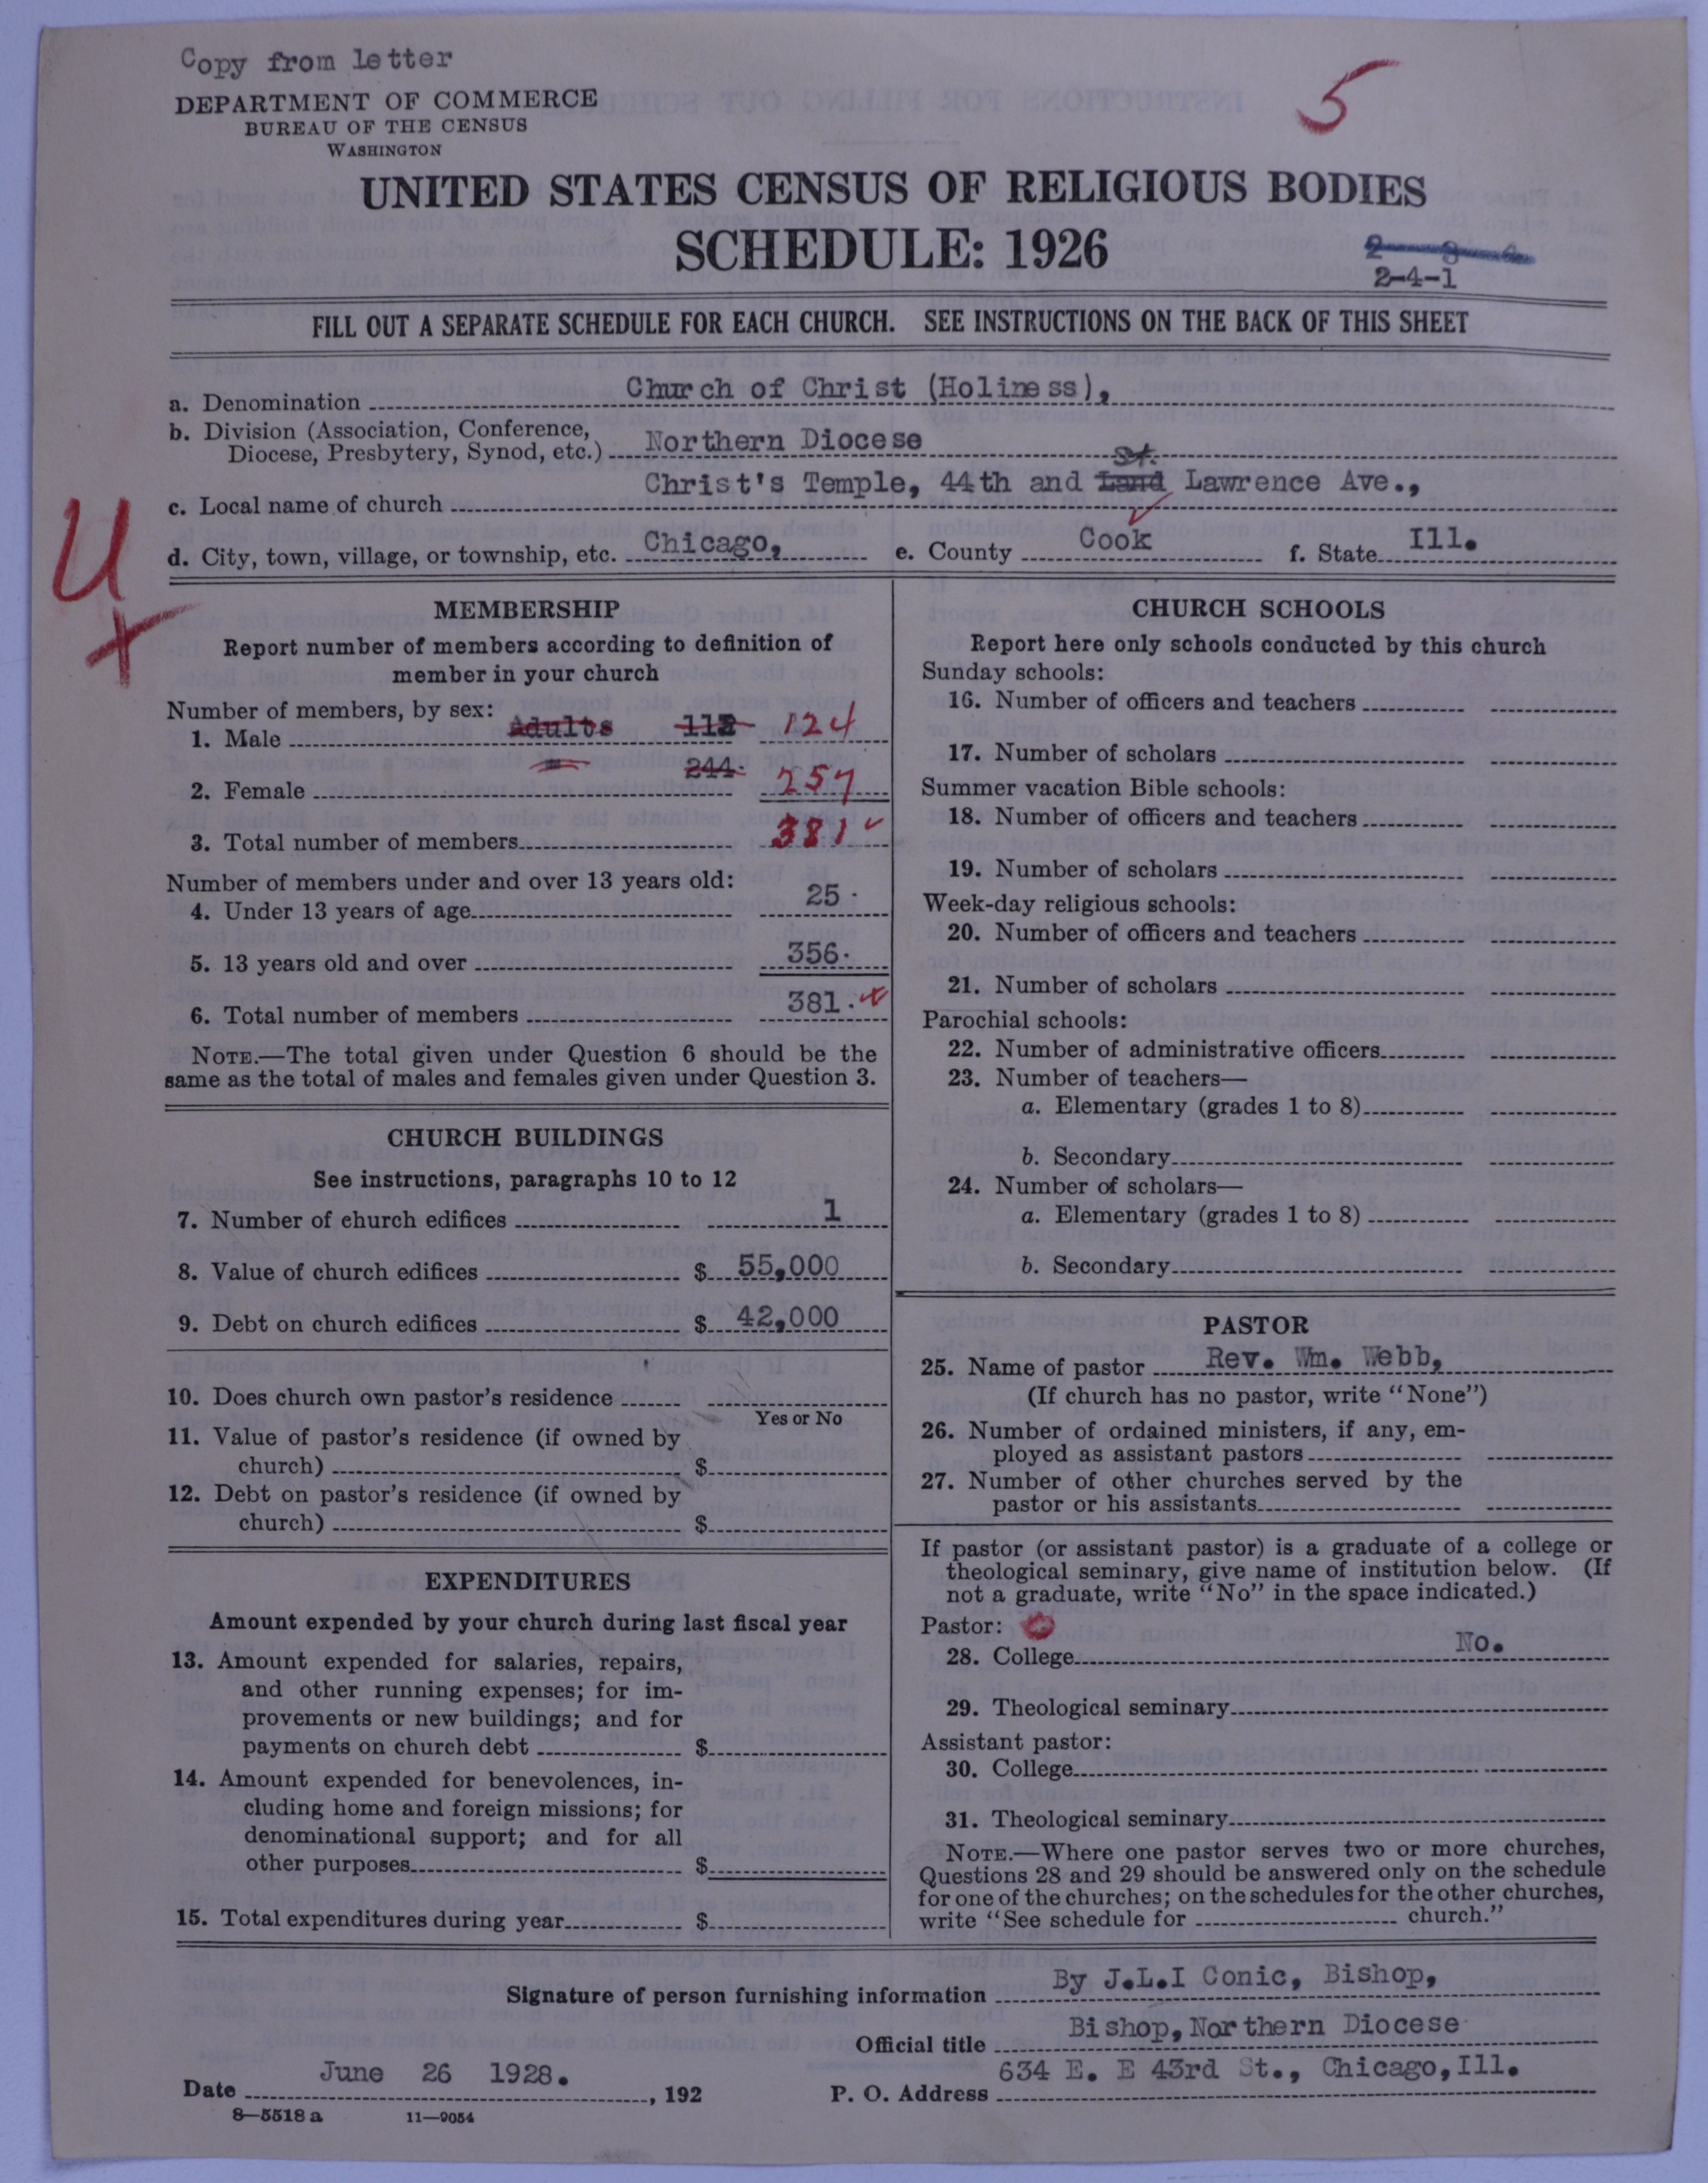 Copy from letter
5
DEPARTMENT OF COMMERCE
BUREAU OF THE CENSUS
WASHINGTON
UNITED STATES CENSUS OF RELIGIOUS BODIES
SCHEDULE: 1926
2-4-1
FILL OUT A SEPARATE SCHEDULE FOR EACH CHURCH. SEE INSTRUCTIONS ON THE BACK OF THIS SHEET
a. Denomination Church of Christ (Holiness),
b. Division (Association, Conference,
Diocese, Presbytery, Synod, etc.) Northern Diocese
St.
c. Local name of church Christ's Temple, 44th and Land Lawrence Ave.,
d. City, town, village, or township, etc. Chicago, e. County Cook f. State Ill.
U
MEMBERSHIP
Report number of members according to definition of
member in your church
Number of members, by sex:
1. Male Adults 112 124
2. Female 244. 257
3. Total number of members 381
Number of members under and over 13 years old:
4. Under 13 years of age 25.
5. 13 years old and over 356.
6. Total number of members 381.
NOTE.—The total given under Question 6 should be the
same as the total of males and females given under Question 3.
CHURCH BUILDINGS
See instructions, paragraphs 10 to 12
7. Number of church edifices 1
8. Value of church edifices $ 55,000
9. Debt on church edifices $ 42,000
10. Does church own pastor's residence
Yes or No
11. Value of pastor's residence (if owned by
church) $
12. Debt on pastor's residence (if owned by
church) $
EXPENDITURES
Amount expended by your church during last fiscal year
13. Amount expended for salaries, repairs,
and other running expenses; for im-
provements or new buildings; and for
payments on church debt $
14. Amount expended for benevolences, in-
cluding home and foreign missions; for
denominational support; and for all
other purposes $
15. Total expenditures during year $
CHURCH SCHOOLS
Report here only schools conducted by this church
Sunday schools:
16. Number of officers and teachers
17. Number of scholars
Summer vacation Bible schools:
18. Number of officers and teachers
19. Number of scholars
Week-day religious schools:
20. Number of officers and teachers
21. Number of scholars
Parochial schools:
22. Number of administrative officers
23. Number of teachers—
a. Elementary (grades 1 to 8)
b. Secondary
24. Number of scholars—
a. Elementary (grades 1 to 8)
b. Secondary
PASTOR
25. Name of pastor Rev. Wm. Webb,
(If church has no pastor, write "None")
26. Number of ordained ministers, if any, em-
ployed as assistant pastors
27. Number of other churches served by the
pastor or his assistants
If pastor (or assistant pastor) is a graduate of a college or
theological seminary, give name of institution below. (If
not a graduate, write "No" in the space indicated.)
Pastor:
28. College No.
29. Theological seminary
Assistant pastor:
30. College
31. Theological seminary
NOTE.—Where one pastor serves two or more churches,
Questions 28 and 29 should be answered only on the schedule
for one of the churches; on the schedules for the other churches,
write "See schedule for church."
Signature of person furnishing information By J.L.I Conic, Bishop,
Official title Bishop, Northern Diocese
Date June 26 1928. , 192 P. O. Address 634 E. E 43rd St., Chicago, Ill.
8—5518 a 11—9054